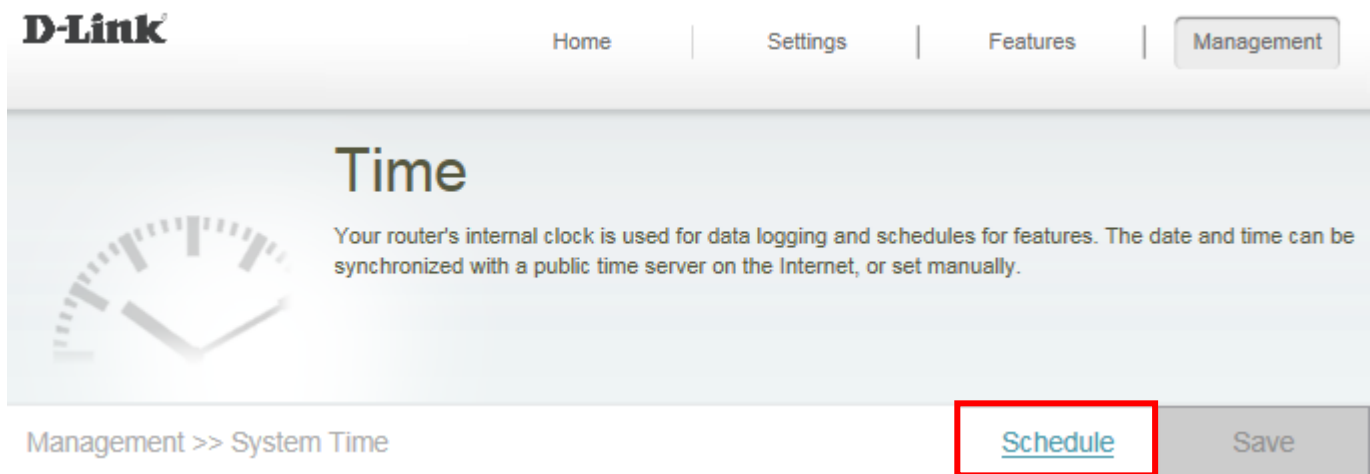 D-Link
Home Settings Features Management
Time
Your router's internal clock is used for data logging and schedules for features. The date and time can be
synchronized with a public time server on the Internet, or set manually.
Management >> System Time Schedule Save